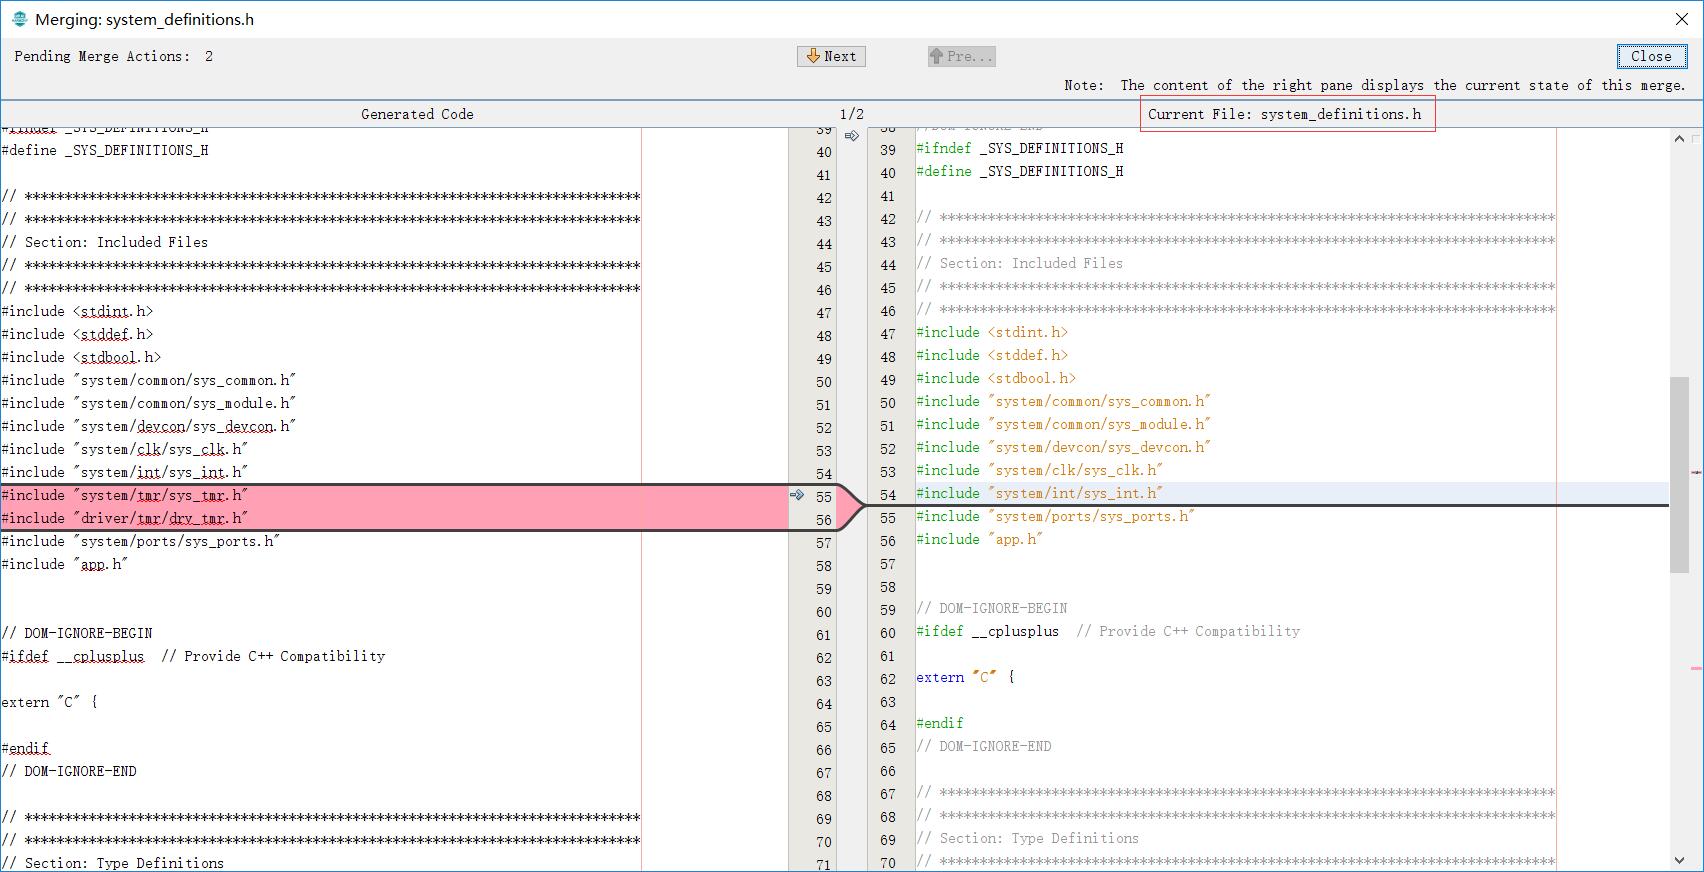 Merging: system_definitions.h
Pending Merge Actions: 2
Next
Pre...
Close
Note: The content of the right pane displays the current state of this merge.
Generated Code
1/2
Current File: system_definitions.h
39 #ifndef _SYS_DEFINITIONS_H
40 #define _SYS_DEFINITIONS_H
41
42 // *****************************************************************************
43 // *****************************************************************************
44 // Section: Included Files
45 // *****************************************************************************
46 // *****************************************************************************
47 #include <stdint.h>
48 #include <stddef.h>
49 #include <stdbool.h>
50 #include "system/common/sys_common.h"
51 #include "system/common/sys_module.h"
52 #include "system/devcon/sys_devcon.h"
53 #include "system/clk/sys_clk.h"
54 #include "system/int/sys_int.h"
55 #include "system/tmr/sys_tmr.h"
56 #include "driver/tmr/drv_tmr.h"
57 #include "system/ports/sys_ports.h"
58 #include "app.h"
59
60
61 // DOM-IGNORE-BEGIN
62 #ifdef __cplusplus  // Provide C++ Compatibility
63
64 extern "C" {
65
66 #endif
67 // DOM-IGNORE-END
68
69 // *****************************************************************************
70 // *****************************************************************************
71 // Section: Type Definitions
38 //DOM-IGNORE-END
39 #ifndef _SYS_DEFINITIONS_H
40 #define _SYS_DEFINITIONS_H
41
42 // *****************************************************************************
43 // *****************************************************************************
44 // Section: Included Files
45 // *****************************************************************************
46 // *****************************************************************************
47 #include <stdint.h>
48 #include <stddef.h>
49 #include <stdbool.h>
50 #include "system/common/sys_common.h"
51 #include "system/common/sys_module.h"
52 #include "system/devcon/sys_devcon.h"
53 #include "system/clk/sys_clk.h"
54 #include "system/int/sys_int.h"
55 #include "system/ports/sys_ports.h"
56 #include "app.h"
57
58
59 // DOM-IGNORE-BEGIN
60 #ifdef __cplusplus  // Provide C++ Compatibility
61
62 extern "C" {
63
64 #endif
65 // DOM-IGNORE-END
66
67 // *****************************************************************************
68 // *****************************************************************************
69 // Section: Type Definitions
70 // *****************************************************************************